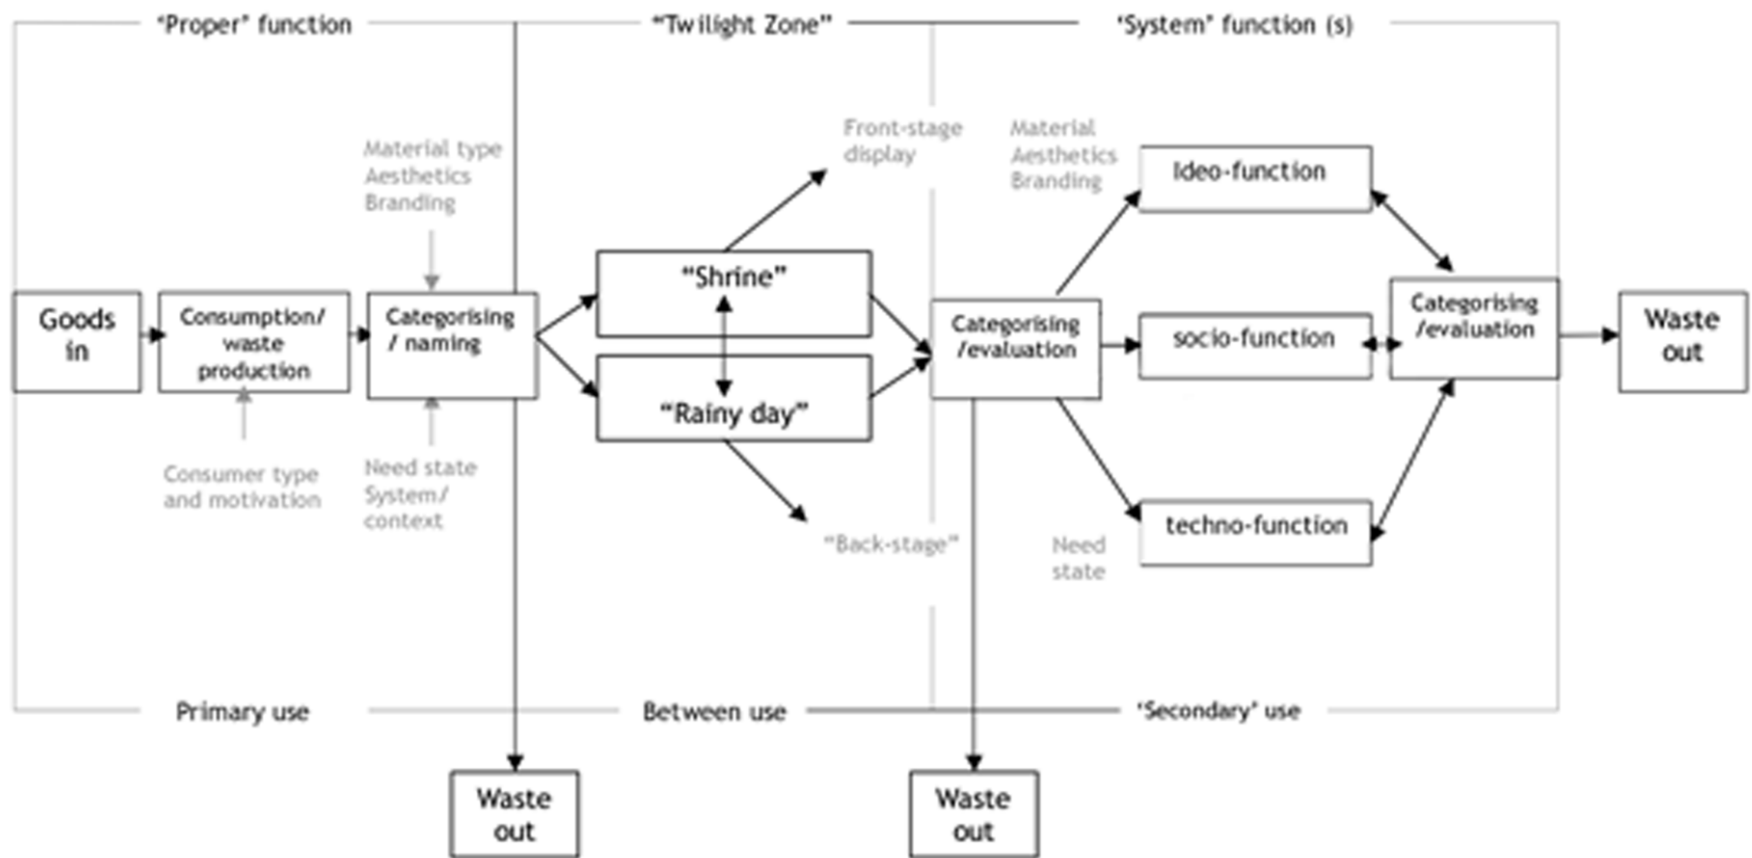 ‘Proper’ function
“Twilight Zone”
‘System’ function (s)
Material type
Aesthetics
Branding
Front-stage
display
Material
Aesthetics
Branding
Ideo-function
Goods
in
Consumption/
waste
production
Categorising
/ naming
“Shrine”
“Rainy day”
Categorising
/evaluation
socio-function
Categorising
/evaluation
Waste
out
Consumer type
and motivation
Need state
System/
context
“Back-stage”
Need
state
techno-function
Primary use
Between use
‘Secondary’ use
Waste
out
Waste
out